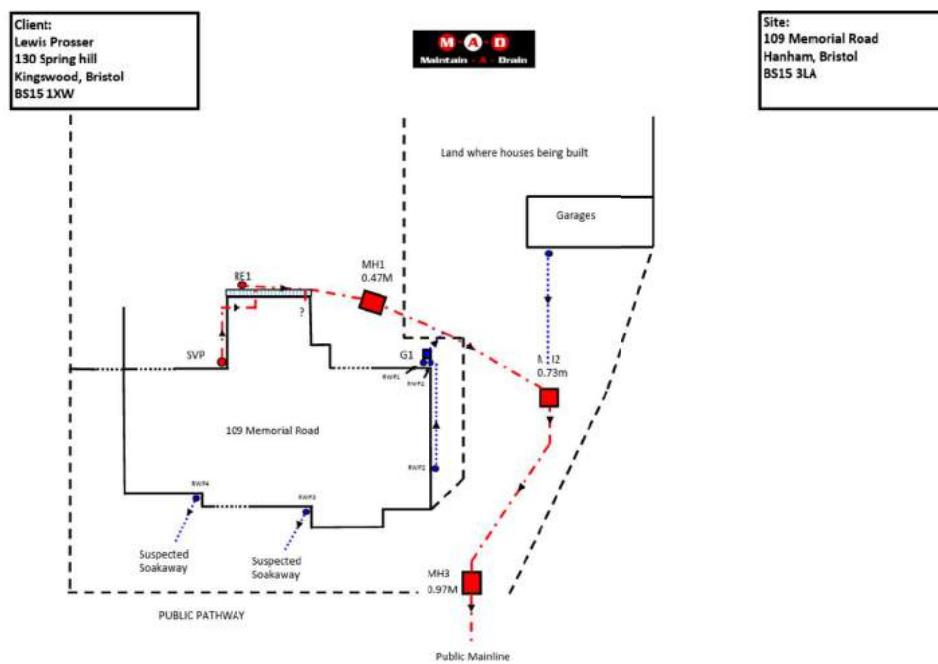 Client:
Lewis Prosser
130 Spring hill
Kingswood, Bristol
BS15 1XW
M-A-D
Maintain - A - Drain
Site:
109 Memorial Road
Hanham, Bristol
BS15 3LA
Land where houses being built
Garages
RE1
MH1
0.47M
?
SVP
G1
RWP1
0.73m
109 Memorial Road
RWP4
RWP3
Suspected
Soakaway
Suspected
Soakaway
MH3
0.97M
PUBLIC PATHWAY
Public Mainline